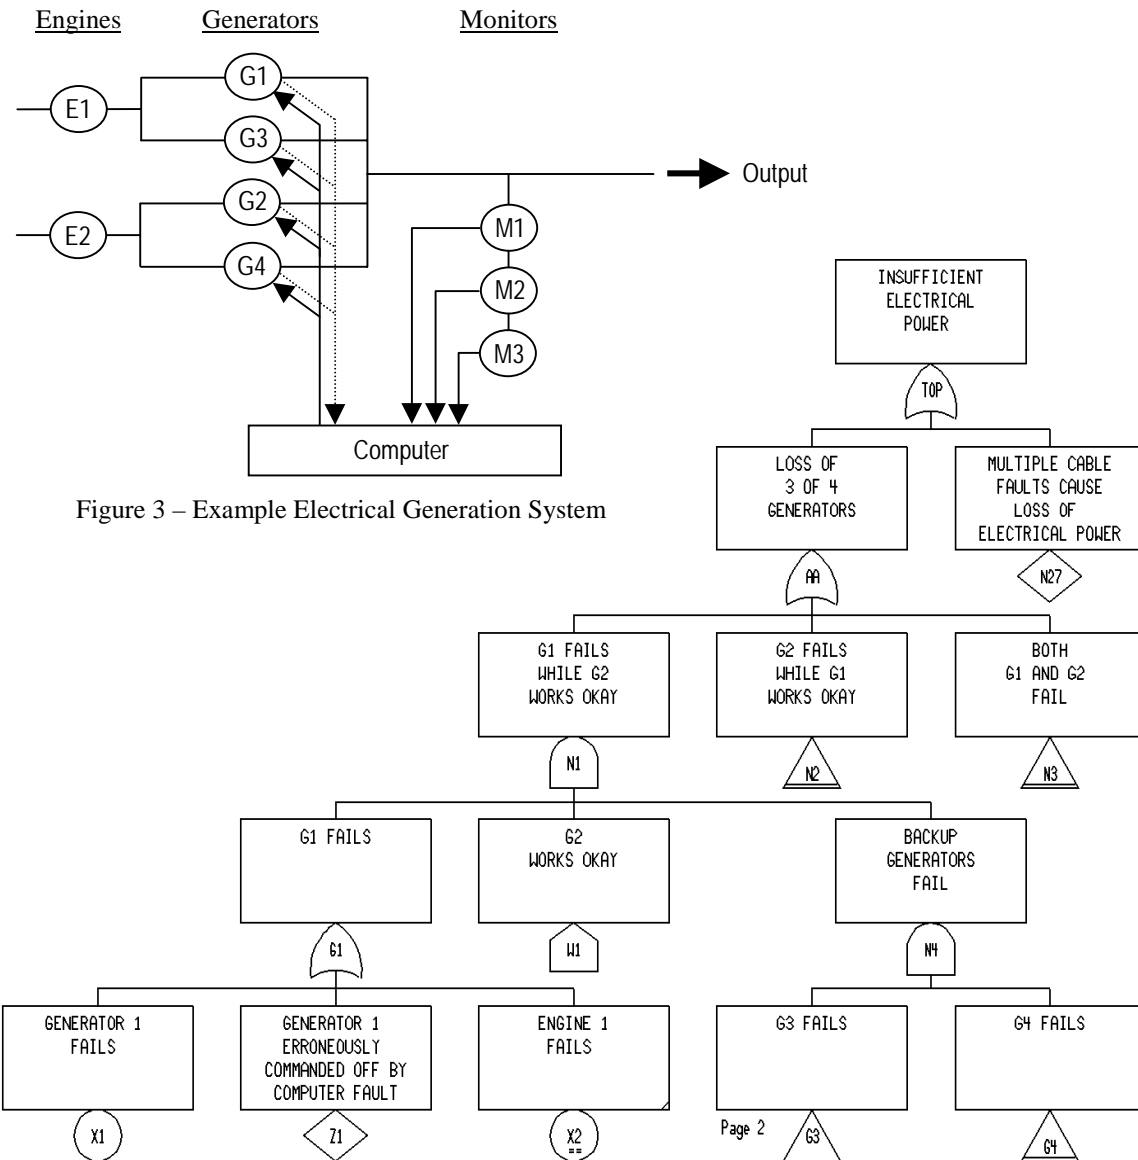 Engines Generators Monitors
G1
E1
G3
G2
E2
G4
Output
M1
M2
M3
Computer
Figure 3 – Example Electrical Generation System
INSUFFICIENT
ELECTRICAL
POWER
TOP
LOSS OF
3 OF 4
GENERATORS
AA
MULTIPLE CABLE
FAULTS CAUSE
LOSS OF
ELECTRICAL POWER
N27
G1 FAILS
WHILE G2
WORKS OKAY
N1
G2 FAILS
WHILE G1
WORKS OKAY
N2
BOTH
G1 AND G2
FAIL
N3
G1 FAILS
G1
G2
WORKS OKAY
W1
BACKUP
GENERATORS
FAIL
N4
GENERATOR 1
FAILS
X1
GENERATOR 1
ERRONEOUSLY
COMMANDED OFF BY
COMPUTER FAULT
Z1
ENGINE 1
FAILS
X2
==
G3 FAILS
Page 2
G3
G4 FAILS
G4